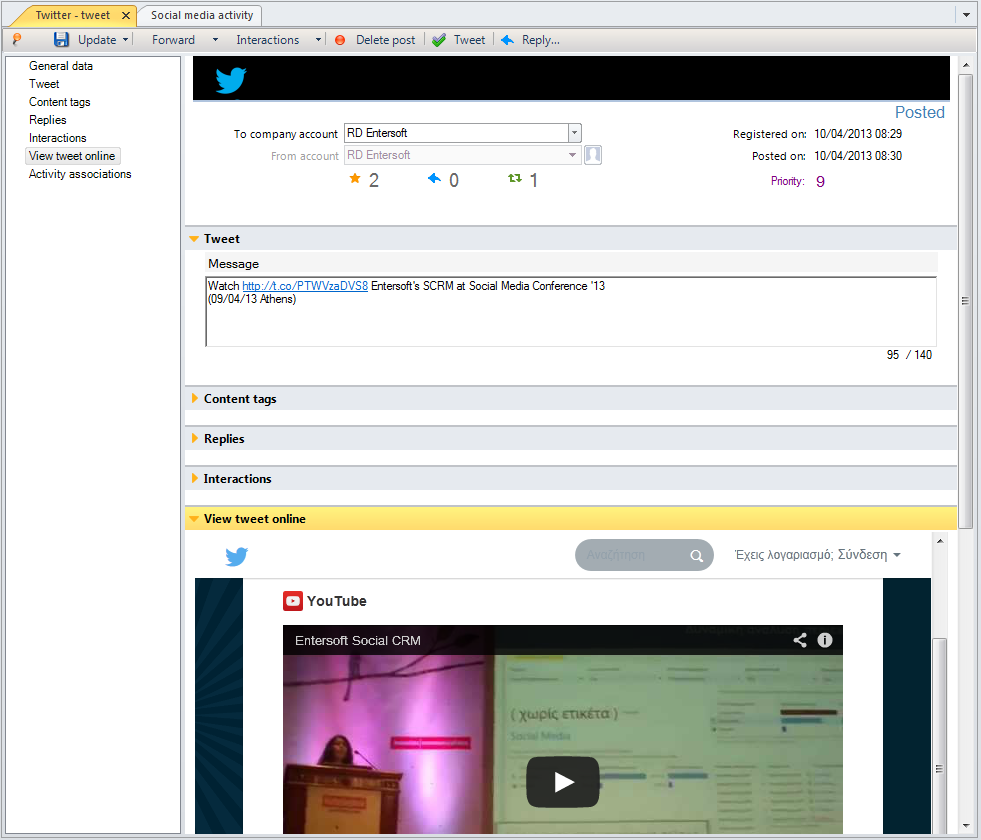 Twitter - tweet
Social media activity
Update
Forward
Interactions
Delete post
Tweet
Reply...
General data
Tweet
Content tags
Replies
Interactions
View tweet online
Activity associations
Posted
To company account RD Entersoft
Registered on: 10/04/2013 08:29
From account RD Entersoft
Posted on: 10/04/2013 08:30
2 0 1
Priority: 9
Tweet
Message
Watch http://t.co/PTWVzaDVS8 Entersoft's SCRM at Social Media Conference '13
(09/04/13 Athens)
95 / 140
Content tags
Replies
Interactions
View tweet online
Αναζήτηση
Έχεις λογαριασμό; Σύνδεση
YouTube
Entersoft Social CRM
( χωρίς ετικέτα )
Social Media